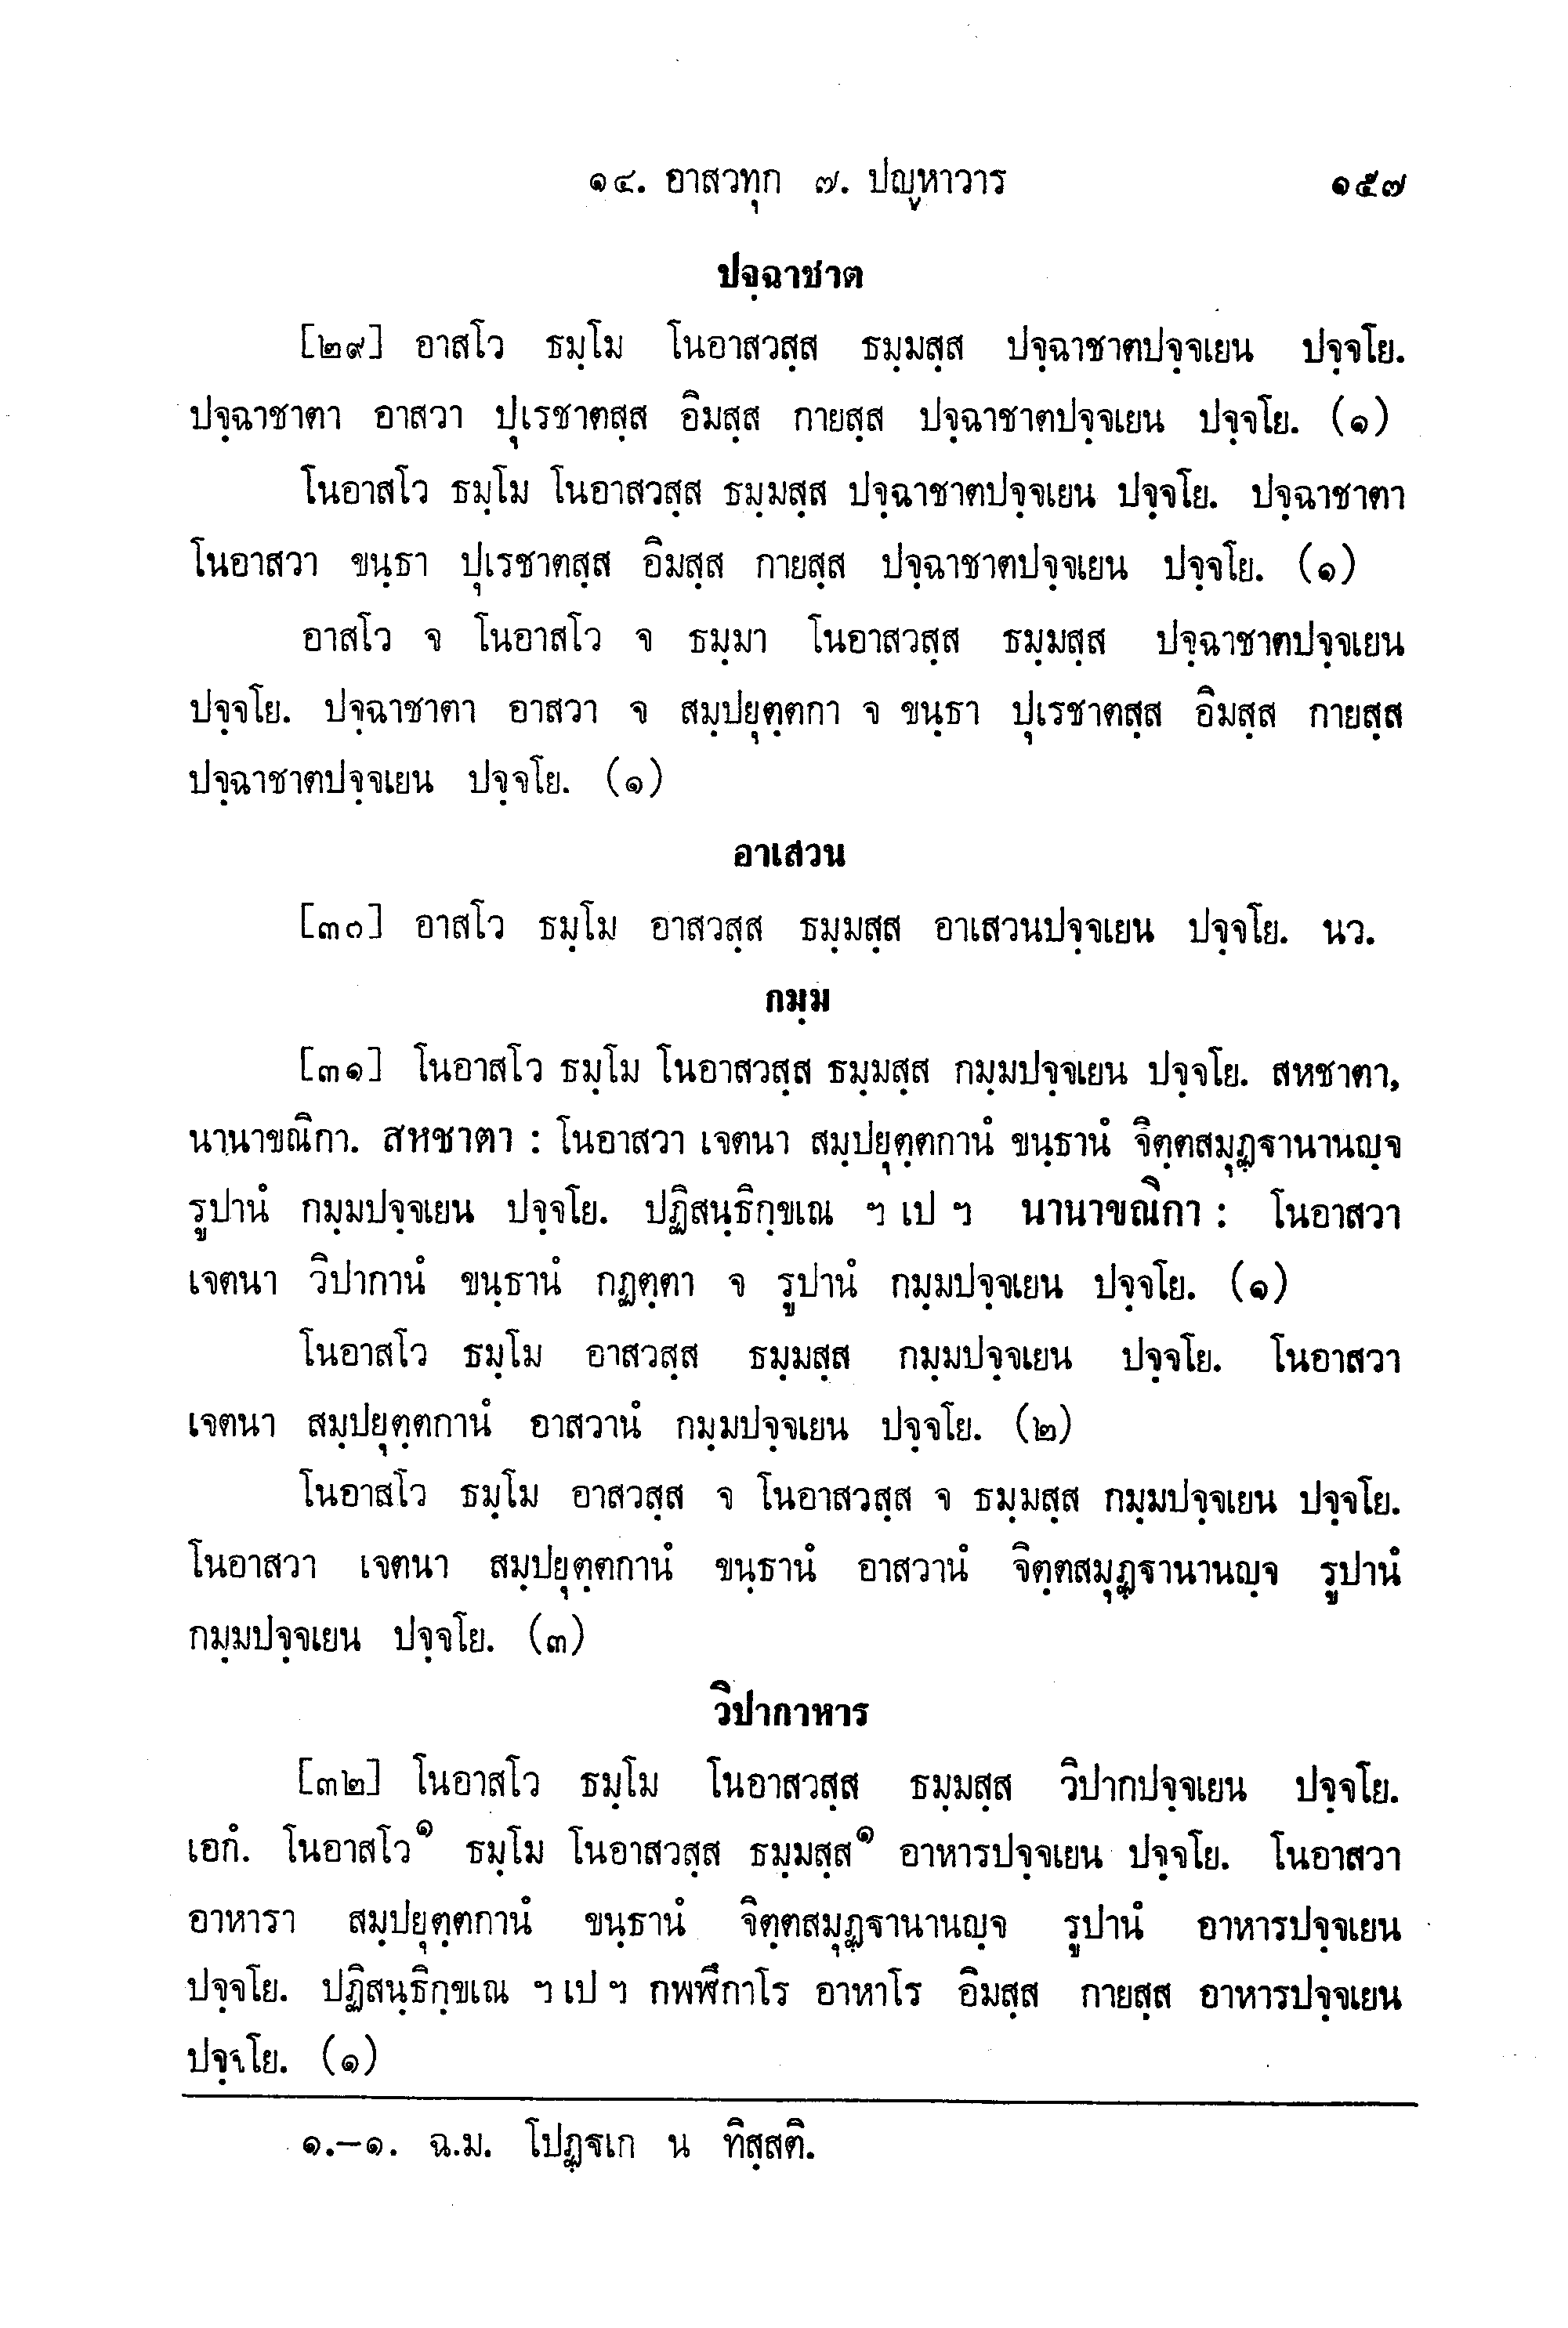 ๑๔. อาสวทุก ๗. ปญฺหาวาร ๑๕๗
ปจฺฉาชาต
[๒๙] อาสโว ธมฺโม โนอาสวสฺส ธมฺมสฺส ปจฺฉาชาตปจฺจเยน ปจฺจโย.
ปจฺฉาชาตา อาสวา ปุเรชาตสฺส อิมสฺส กายสฺส ปจฺฉาชาตปจฺจเยน ปจฺจโย. (๑)
โนอาสโว ธมฺโม โนอาสวสฺส ธมฺมสฺส ปจฺฉาชาตปจฺจเยน ปจฺจโย. ปจฺฉาชาตา
โนอาสวา ขนฺธา ปุเรชาตสฺส อิมสฺส กายสฺส ปจฺฉาชาตปจฺจเยน ปจฺจโย. (๑)
อาสโว จ โนอาสโว จ ธมฺมา โนอาสวสฺส ธมฺมสฺส ปจฺฉาชาตปจฺจเยน
ปจฺจโย. ปจฺฉาชาตา อาสวา จ สมฺปยุตฺตกา จ ขนฺธา ปุเรชาตสฺส อิมสฺส กายสฺส
ปจฺฉาชาตปจฺจเยน ปจฺจโย. (๑)
อาเสวน
[๓๐] อาสโว ธมฺโม อาสวสฺส ธมฺมสฺส อาเสวนปจฺจเยน ปจฺจโย. นว.
กมฺม
[๓๑] โนอาสโว ธมฺโม โนอาสวสฺส ธมฺมสฺส กมฺมปจฺจเยน ปจฺจโย. สหชาตา,
นานาขณิกา. สหชาตา : โนอาสวา เจตนา สมฺปยุตฺตกานํ ขนฺธานํ จิตฺตสมุฏฺฐานานญฺจ
รูปานํ กมฺมปจฺจเยน ปจฺจโย. ปฏิสนฺธิกฺขเณ ฯ เป ฯ นานาขณิกา : โนอาสวา
เจตนา วิปากานํ ขนฺธานํ กฏตฺตา จ รูปานํ กมฺมปจฺจเยน ปจฺจโย. (๑)
โนอาสโว ธมฺโม อาสวสฺส ธมฺมสฺส กมฺมปจฺจเยน ปจฺจโย. โนอาสวา
เจตนา สมฺปยุตฺตกานํ อาสวานํ กมฺมปจฺจเยน ปจฺจโย. (๒)
โนอาสโว ธมฺโม อาสวสฺส จ โนอาสวสฺส จ ธมฺมสฺส กมฺมปจฺจเยน ปจฺจโย.
โนอาสวา เจตนา สมฺปยุตฺตกานํ ขนฺธานํ อาสวานํ จิตฺตสมุฏฺฐานานญฺจ รูปานํ
กมฺมปจฺจเยน ปจฺจโย. (๓)
วิปากาหาร
[๓๒] โนอาสโว ธมฺโม โนอาสวสฺส ธมฺมสฺส วิปากปจฺจเยน ปจฺจโย.
เอกํ. โนอาสโว๑ ธมฺโม โนอาสวสฺส ธมฺมสฺส๑ อาหารปจฺจเยน ปจฺจโย. โนอาสวา
อาหารา สมฺปยุตฺตกานํ ขนฺธานํ จิตฺตสมุฏฺฐานานญฺจ รูปานํ อาหารปจฺจเยน
ปจฺจโย. ปฏิสนฺธิกฺขเณ ฯ เป ฯ กพฬีกาโร อาหาโร อิมสฺส กายสฺส อาหารปจฺจเยน
ปจฺจโย. (๑)
๑.–๑. ฉ.ม. โปฏฺฐเก น ทิสฺสติ.